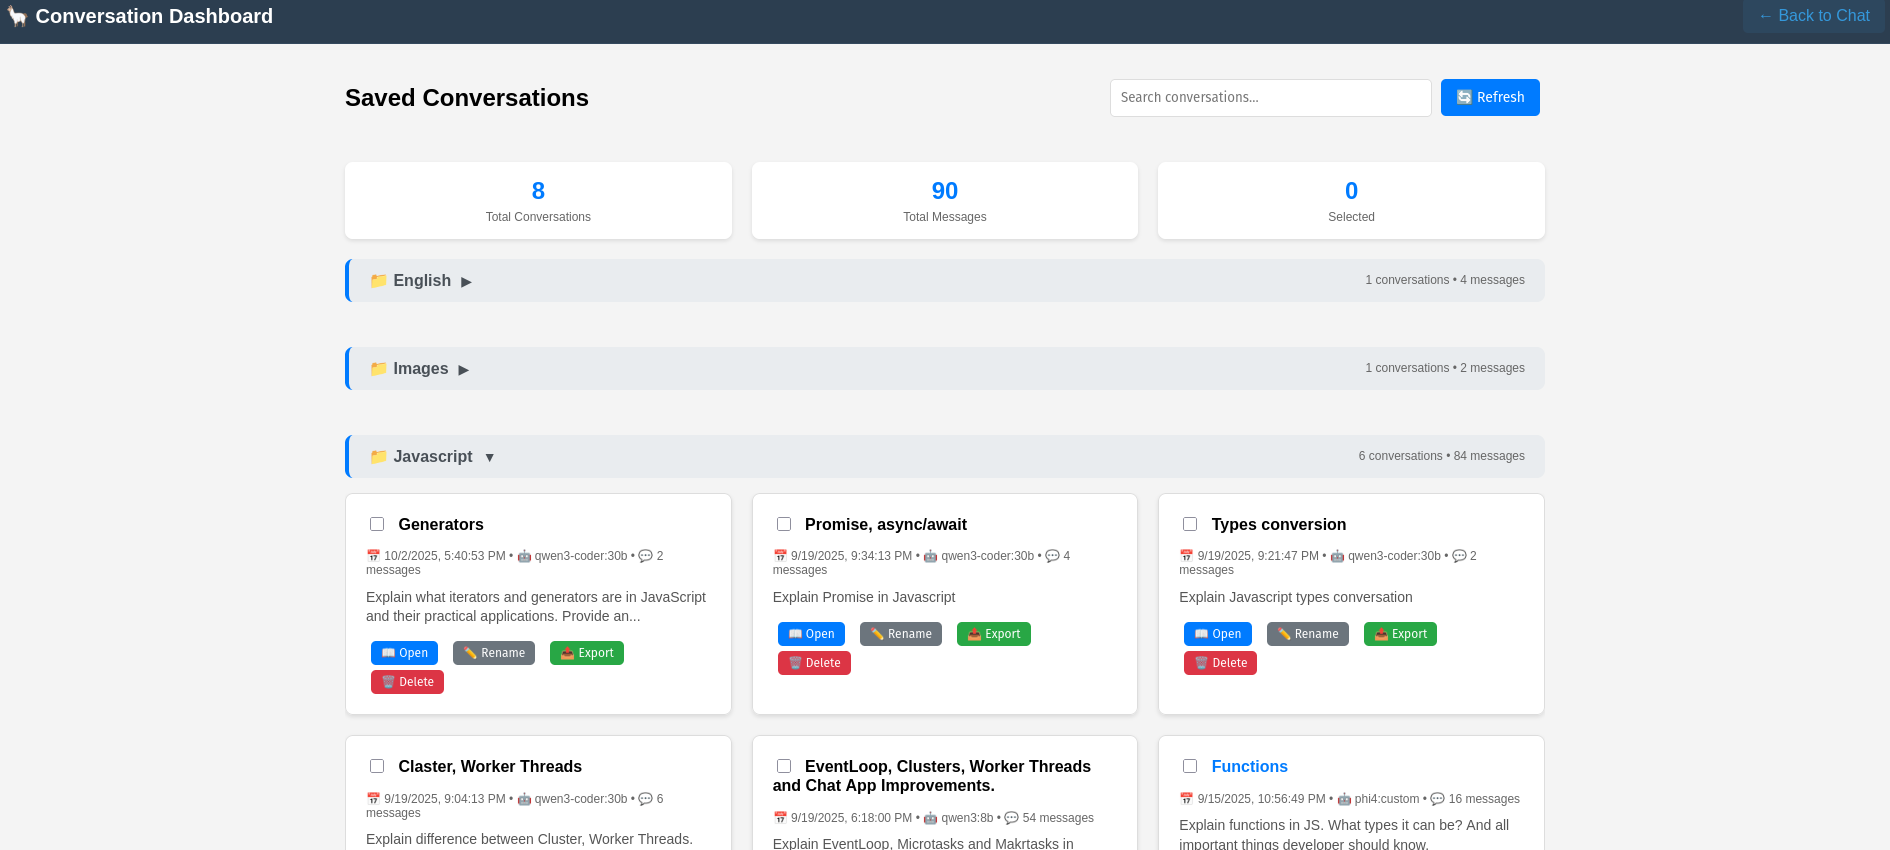 🦙 Conversation Dashboard
← Back to Chat
Saved Conversations
Search conversations...
🔄 Refresh
8
Total Conversations
90
Total Messages
0
Selected
📁 English ▶
1 conversations • 4 messages
📁 Images ▶
1 conversations • 2 messages
📁 Javascript ▼
6 conversations • 84 messages
Generators
📅 10/2/2025, 5:40:53 PM • 🤖 qwen3-coder:30b • 💬 2
messages
Explain what iterators and generators are in JavaScript
and their practical applications. Provide an...
📖 Open ✏️ Rename 📤 Export
🗑️ Delete
Promise, async/await
📅 9/19/2025, 9:34:13 PM • 🤖 qwen3-coder:30b • 💬 4
messages
Explain Promise in Javascript
📖 Open ✏️ Rename 📤 Export
🗑️ Delete
Types conversion
📅 9/19/2025, 9:21:47 PM • 🤖 qwen3-coder:30b • 💬 2
messages
Explain Javascript types conversation
📖 Open ✏️ Rename 📤 Export
🗑️ Delete
Claster, Worker Threads
📅 9/19/2025, 9:04:13 PM • 🤖 qwen3-coder:30b • 💬 6
messages
Explain difference between Cluster, Worker Threads.
EventLoop, Clusters, Worker Threads
and Chat App Improvements.
📅 9/19/2025, 6:18:00 PM • 🤖 qwen3:8b • 💬 54 messages
Explain EventLoop, Microtasks and Makrtasks in
Functions
📅 9/15/2025, 10:56:49 PM • 🤖 phi4:custom • 💬 16 messages
Explain functions in JS. What types it can be? And all
important things developer should know.